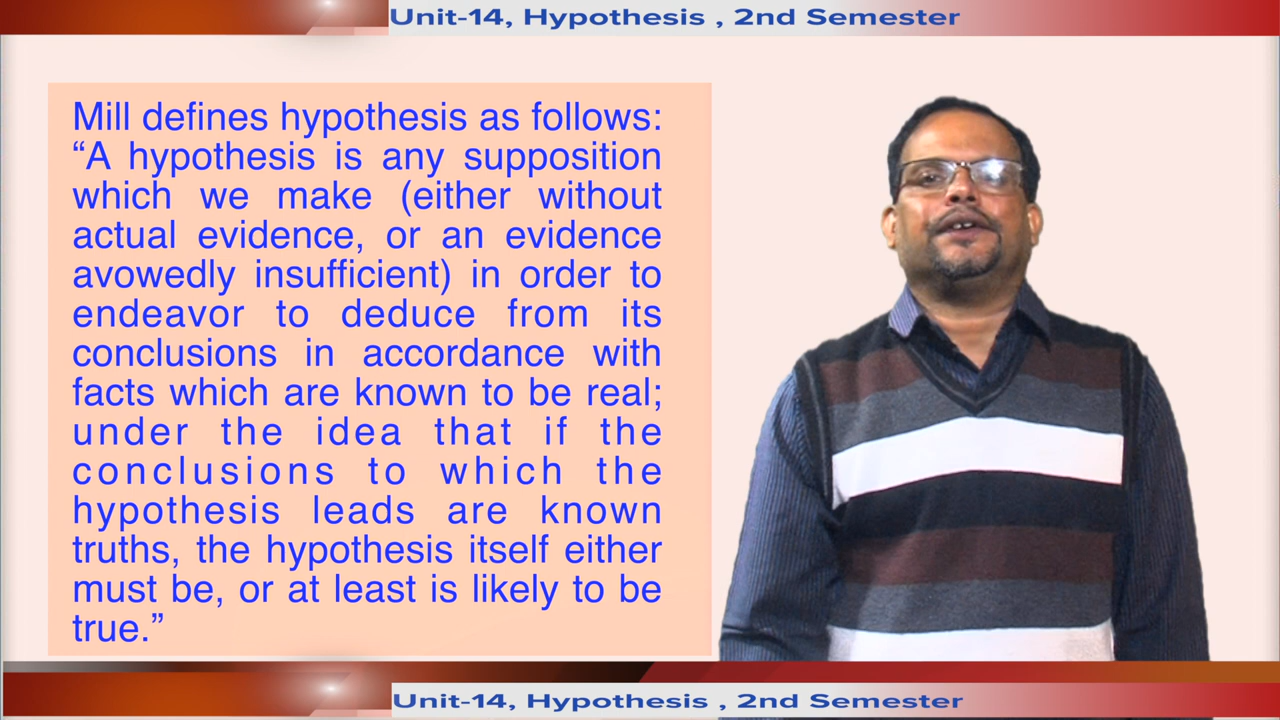 Unit-14, Hypothesis , 2nd Semester
Mill defines hypothesis as follows:
“A hypothesis is any supposition
which we make (either without
actual evidence, or an evidence
avowedly insufficient) in order to
endeavor to deduce from its
conclusions in accordance with
facts which are known to be real;
under the idea that if the
conclusions to which the
hypothesis leads are known
truths, the hypothesis itself either
must be, or at least is likely to be
true.”
Unit-14, Hypothesis , 2nd Semester